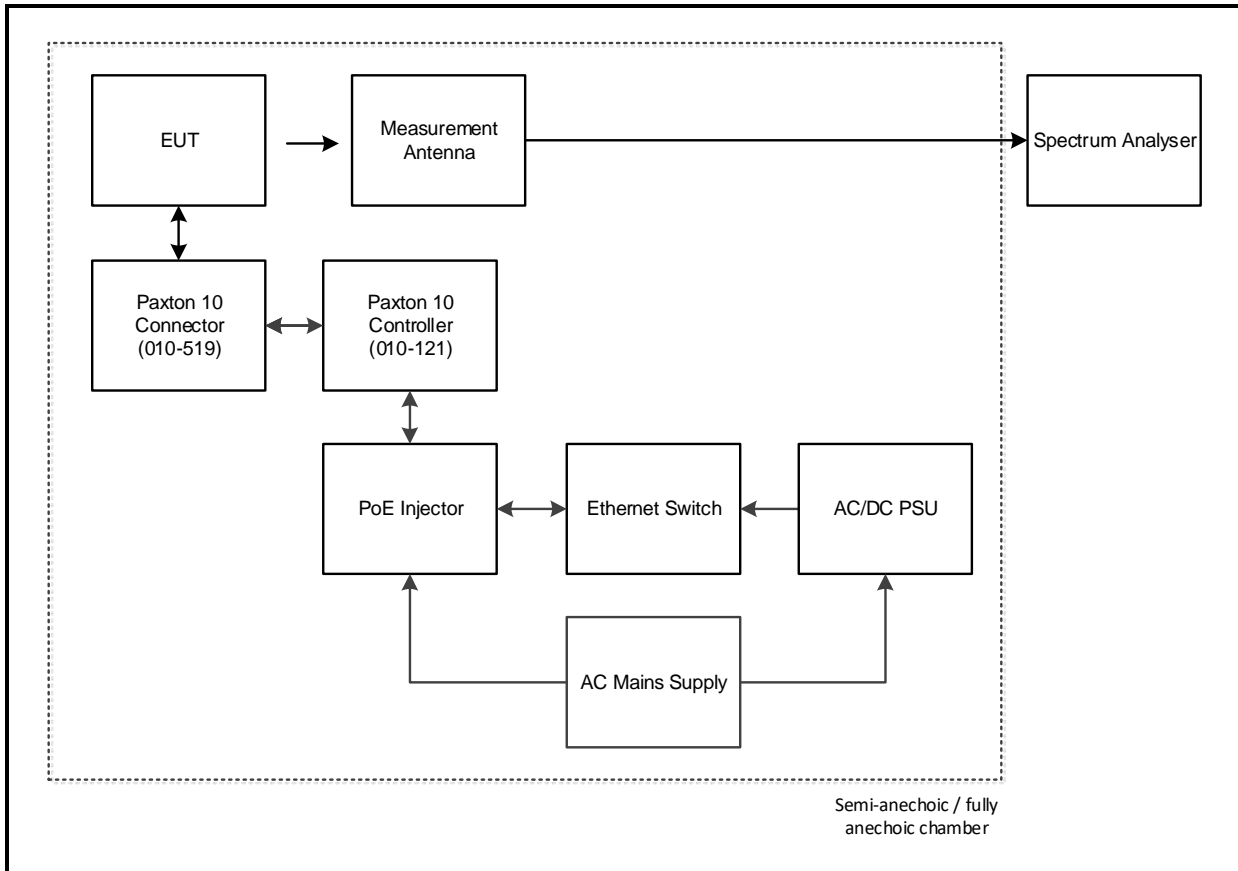 EUT
Measurement
Antenna
Spectrum Analyser
Paxton 10
Connector
(010-519)
Paxton 10
Controller
(010-121)
PoE Injector
Ethernet Switch
AC/DC PSU
AC Mains Supply
Semi-anechoic / fully
anechoic chamber